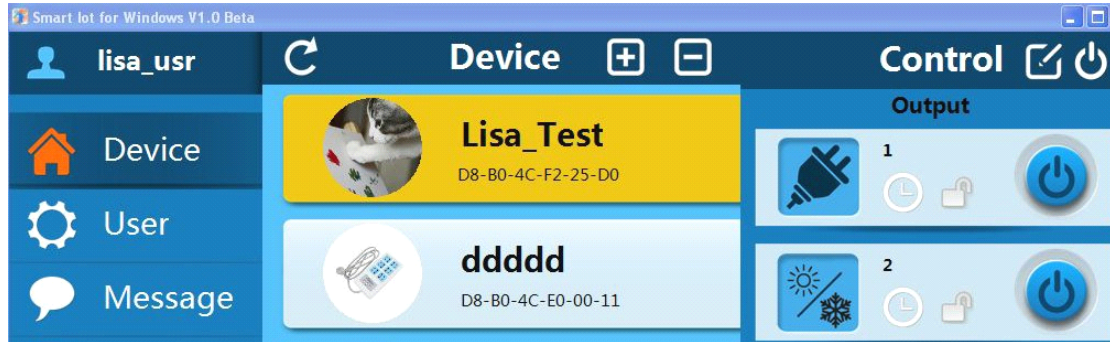 Smart Iot for Windows V1.0 Beta
lisa_usr
Device
User
Message
Device
Lisa_Test
D8-B0-4C-F2-25-D0
ddddd
D8-B0-4C-E0-00-11
Control
Output
1
2